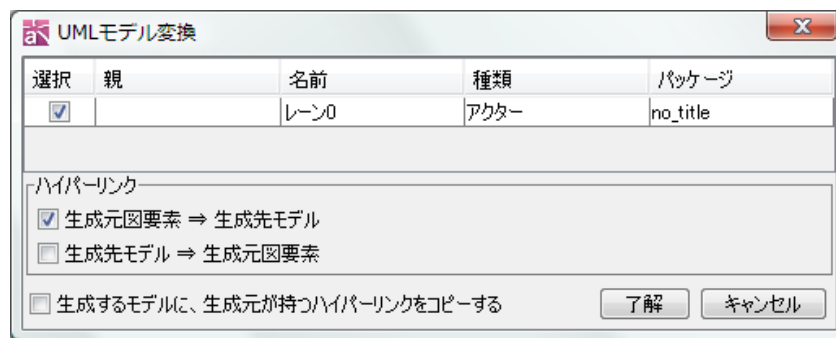 UMLモデル変換
選択 親 名前 種類 パッケージ
レーン0 アクター no_title
ハイパーリンク
生成元図要素 ⇒ 生成先モデル
生成先モデル ⇒ 生成元図要素
生成するモデルに、生成元が持つハイパーリンクをコピーする 了解 キャンセル